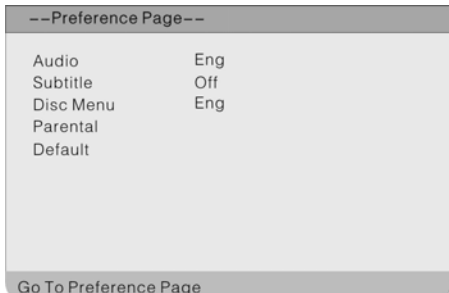 --Preference Page--
Audio Eng
Subtitle Off
Disc Menu Eng
Parental
Default
Go To Preference Page